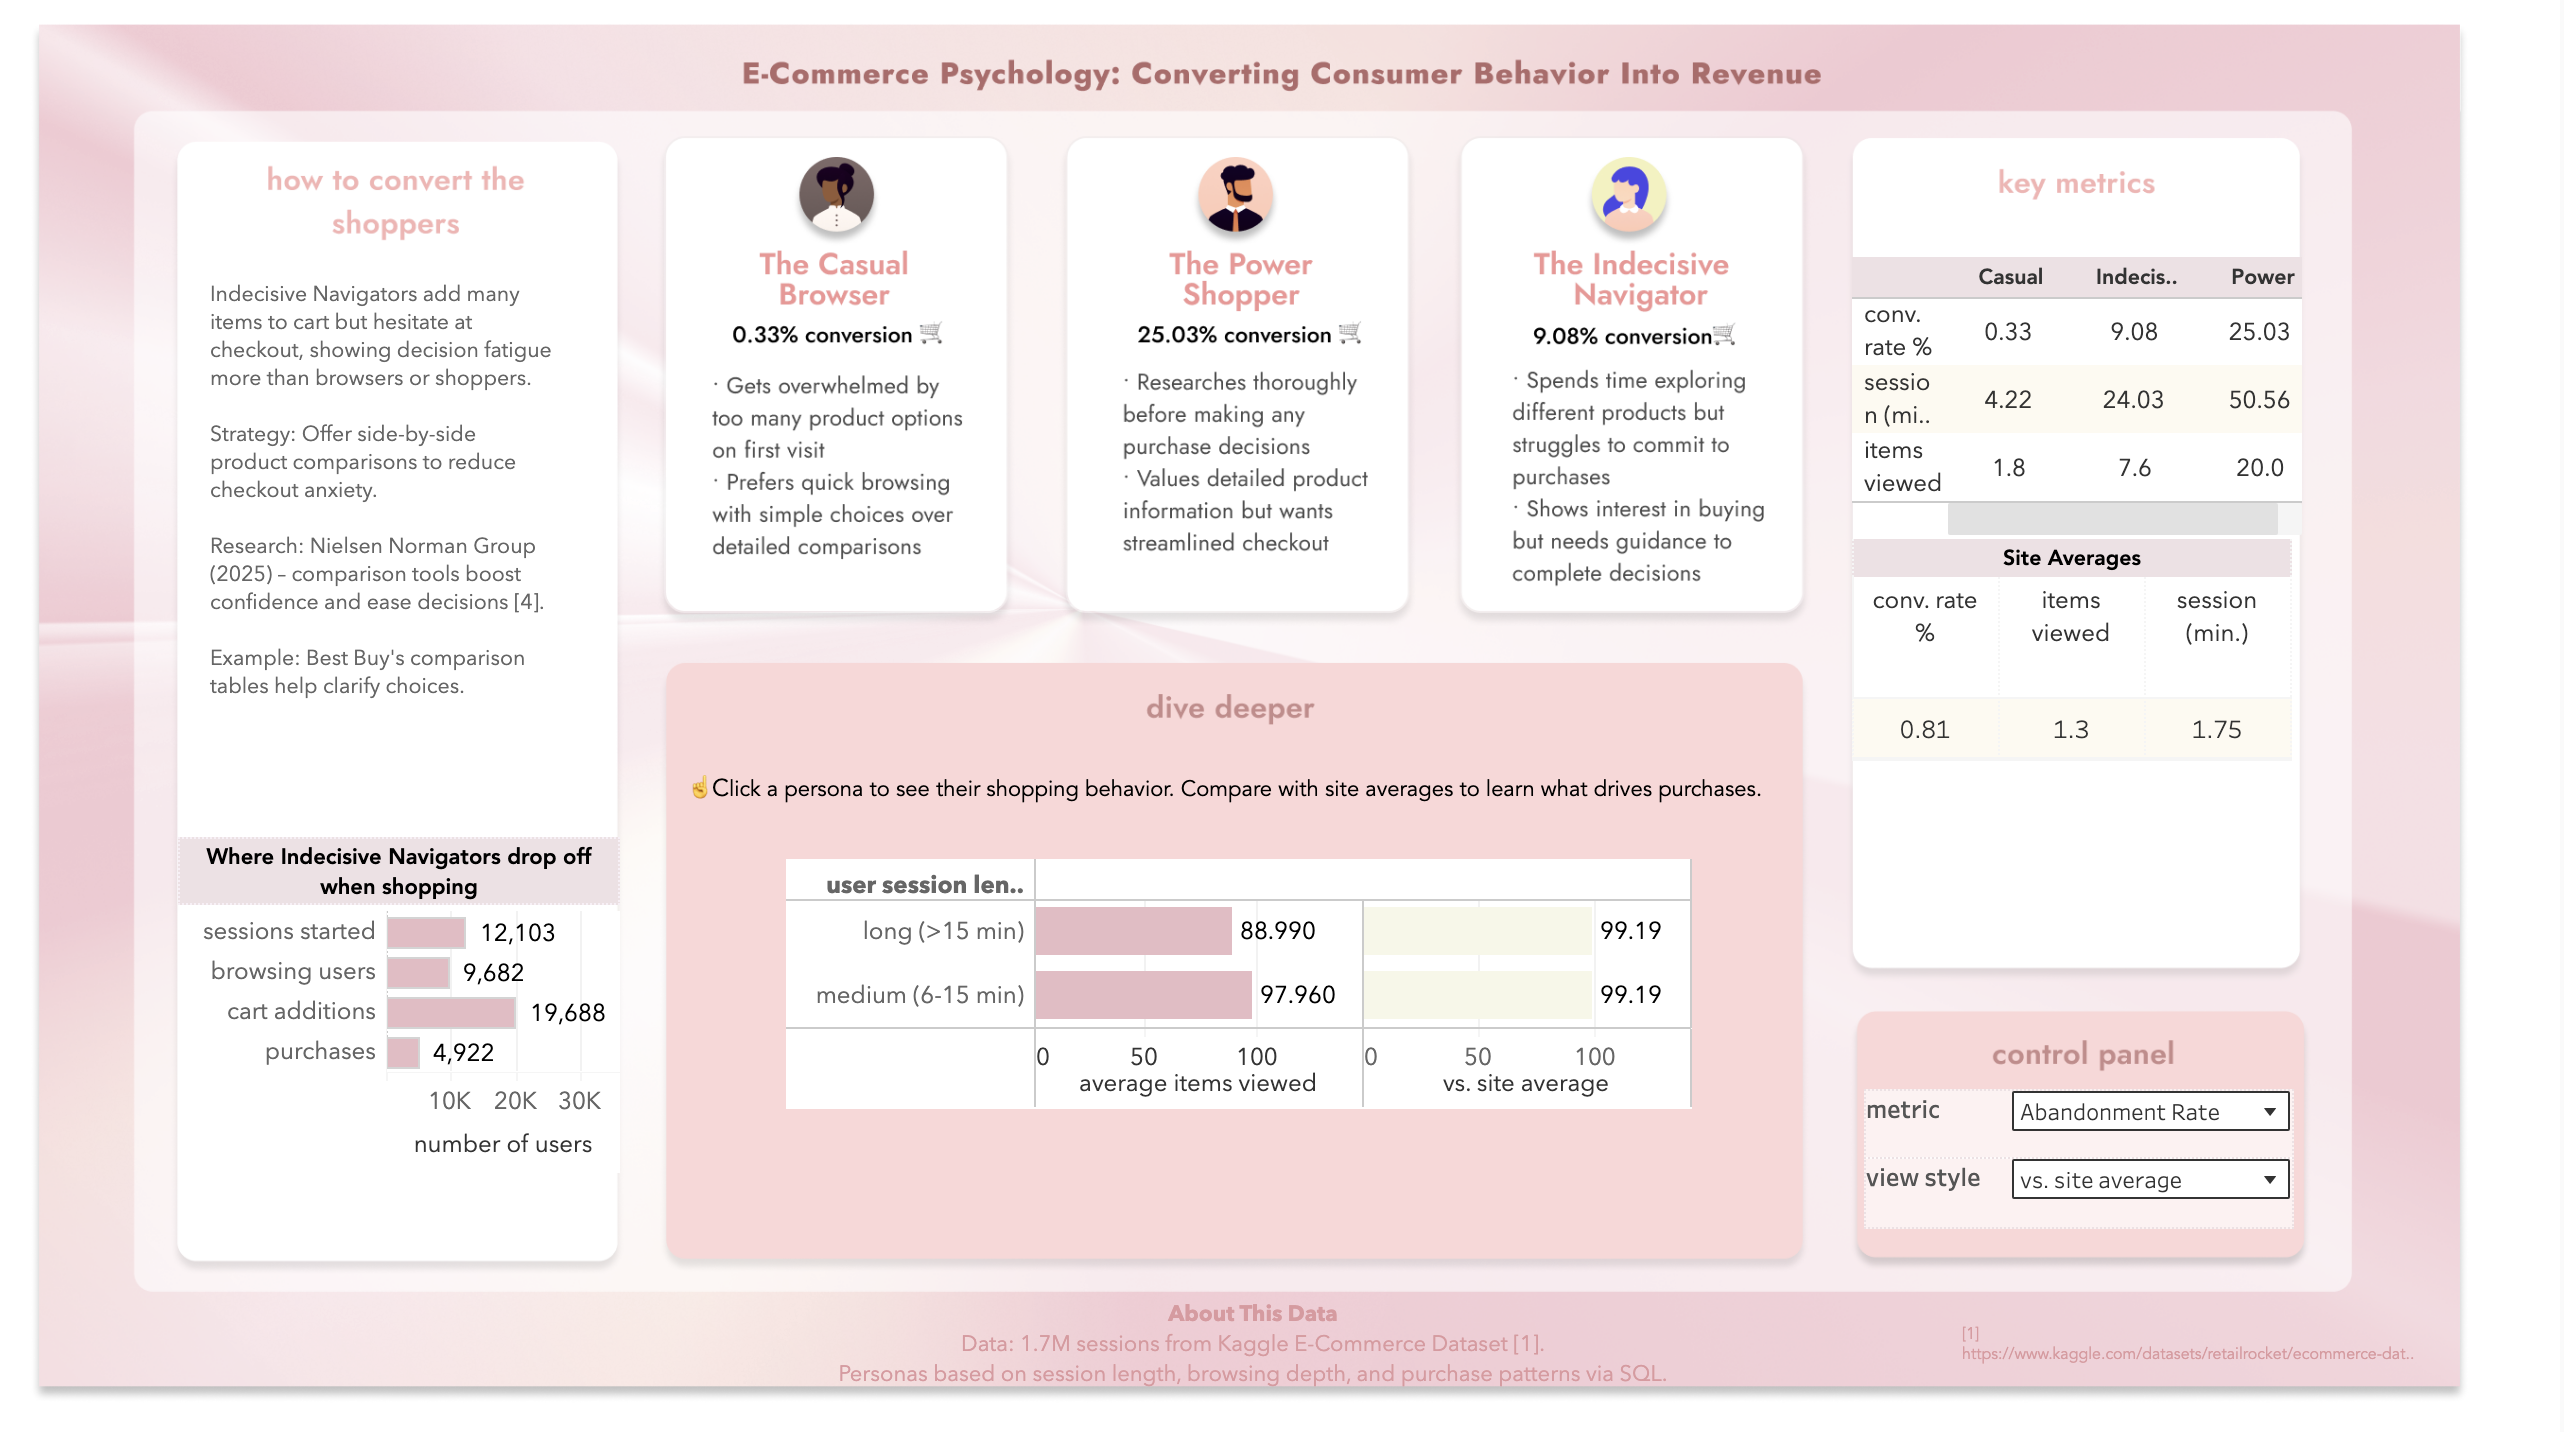 E-Commerce Psychology: Converting Consumer Behavior Into Revenue
how to convert the
shoppers
Indecisive Navigators add many
items to cart but hesitate at
checkout, showing decision fatigue
more than browsers or shoppers.
Strategy: Offer side-by-side
product comparisons to reduce
checkout anxiety.
Research: Nielsen Norman Group
(2025) – comparison tools boost
confidence and ease decisions [4].
Example: Best Buy's comparison
tables help clarify choices.
Where Indecisive Navigators drop off
when shopping
sessions started 12,103
browsing users 9,682
cart additions 19,688
purchases 4,922
10K 20K 30K
number of users
The Casual
Browser
0.33% conversion 🛒
· Gets overwhelmed by
too many product options
on first visit
· Prefers quick browsing
with simple choices over
detailed comparisons
The Power
Shopper
25.03% conversion 🛒
· Researches thoroughly
before making any
purchase decisions
· Values detailed product
information but wants
streamlined checkout
The Indecisive
Navigator
9.08% conversion🛒
· Spends time exploring
different products but
struggles to commit to
purchases
· Shows interest in buying
but needs guidance to
complete decisions
dive deeper
☝Click a persona to see their shopping behavior. Compare with site averages to learn what drives purchases.
user session len..
long (>15 min) 88.990 99.19
medium (6-15 min) 97.960 99.19
0 50 100 0 50 100
average items viewed vs. site average
key metrics
Casual Indecis.. Power
conv.
rate % 0.33 9.08 25.03
sessio
n (mi.. 4.22 24.03 50.56
items
viewed 1.8 7.6 20.0
Site Averages
conv. rate
%
items
viewed
session
(min.)
0.81 1.3 1.75
control panel
metric Abandonment Rate
view style vs. site average
About This Data
Data: 1.7M sessions from Kaggle E-Commerce Dataset [1].
Personas based on session length, browsing depth, and purchase patterns via SQL.
[1]
https://www.kaggle.com/datasets/retailrocket/ecommerce-dat..